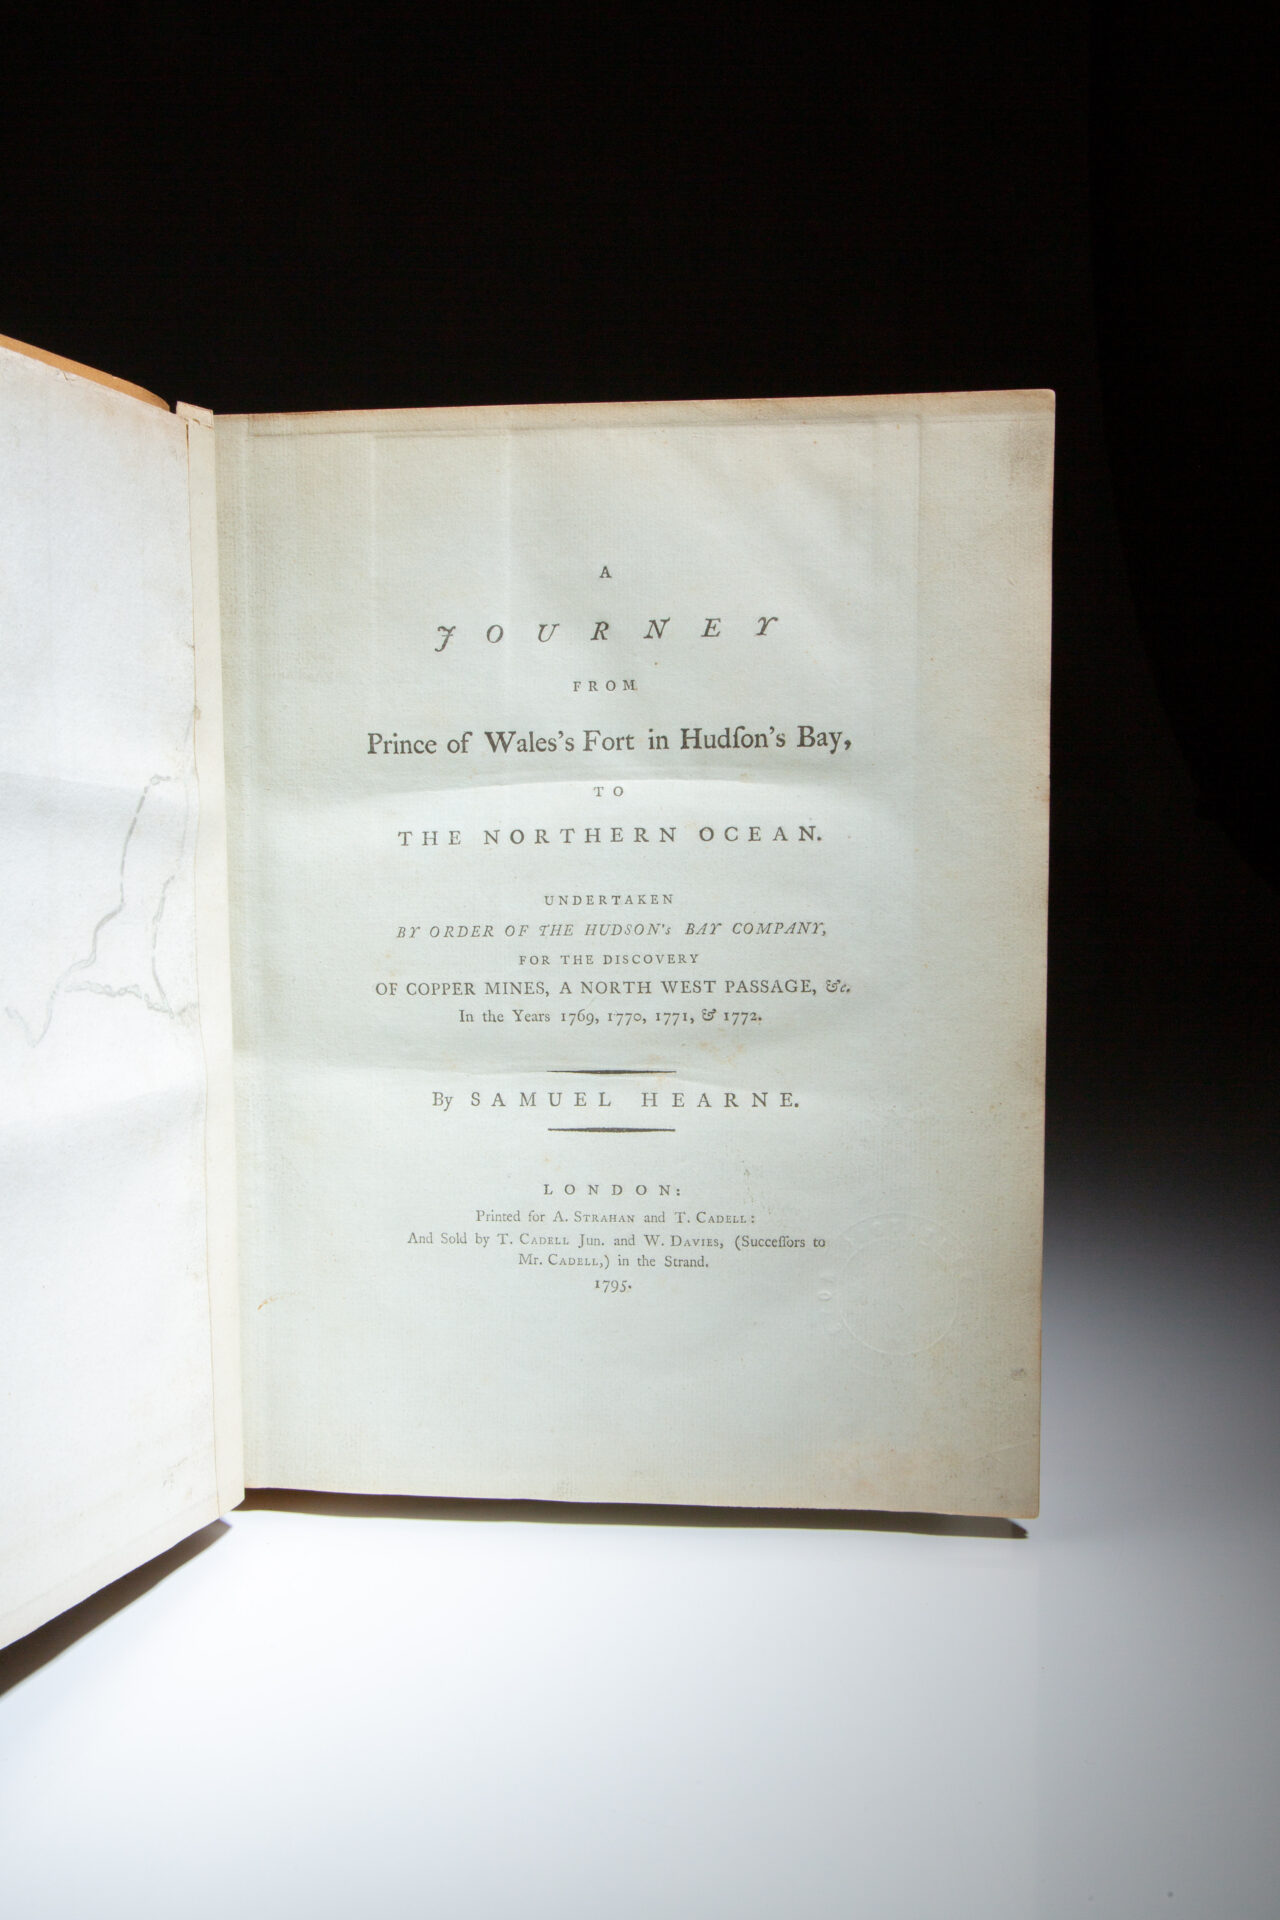 A
JOURNEY
FROM
Prince of Wales's Fort in Hudſon's Bay,
TO
THE NORTHERN OCEAN.
UNDERTAKEN
BY ORDER OF THE HUDSON's BAY COMPANY,
FOR THE DISCOVERY
OF COPPER MINES, A NORTH WEST PASSAGE, &c.
In the Years 1769, 1770, 1771, & 1772.
By SAMUEL HEARNE.
LONDON:
Printed for A. STRAHAN and T. CADELL:
And Sold by T. CADELL Jun. and W. DAVIES, (Succeſſors to
Mr. CADELL,) in the Strand.
1795.